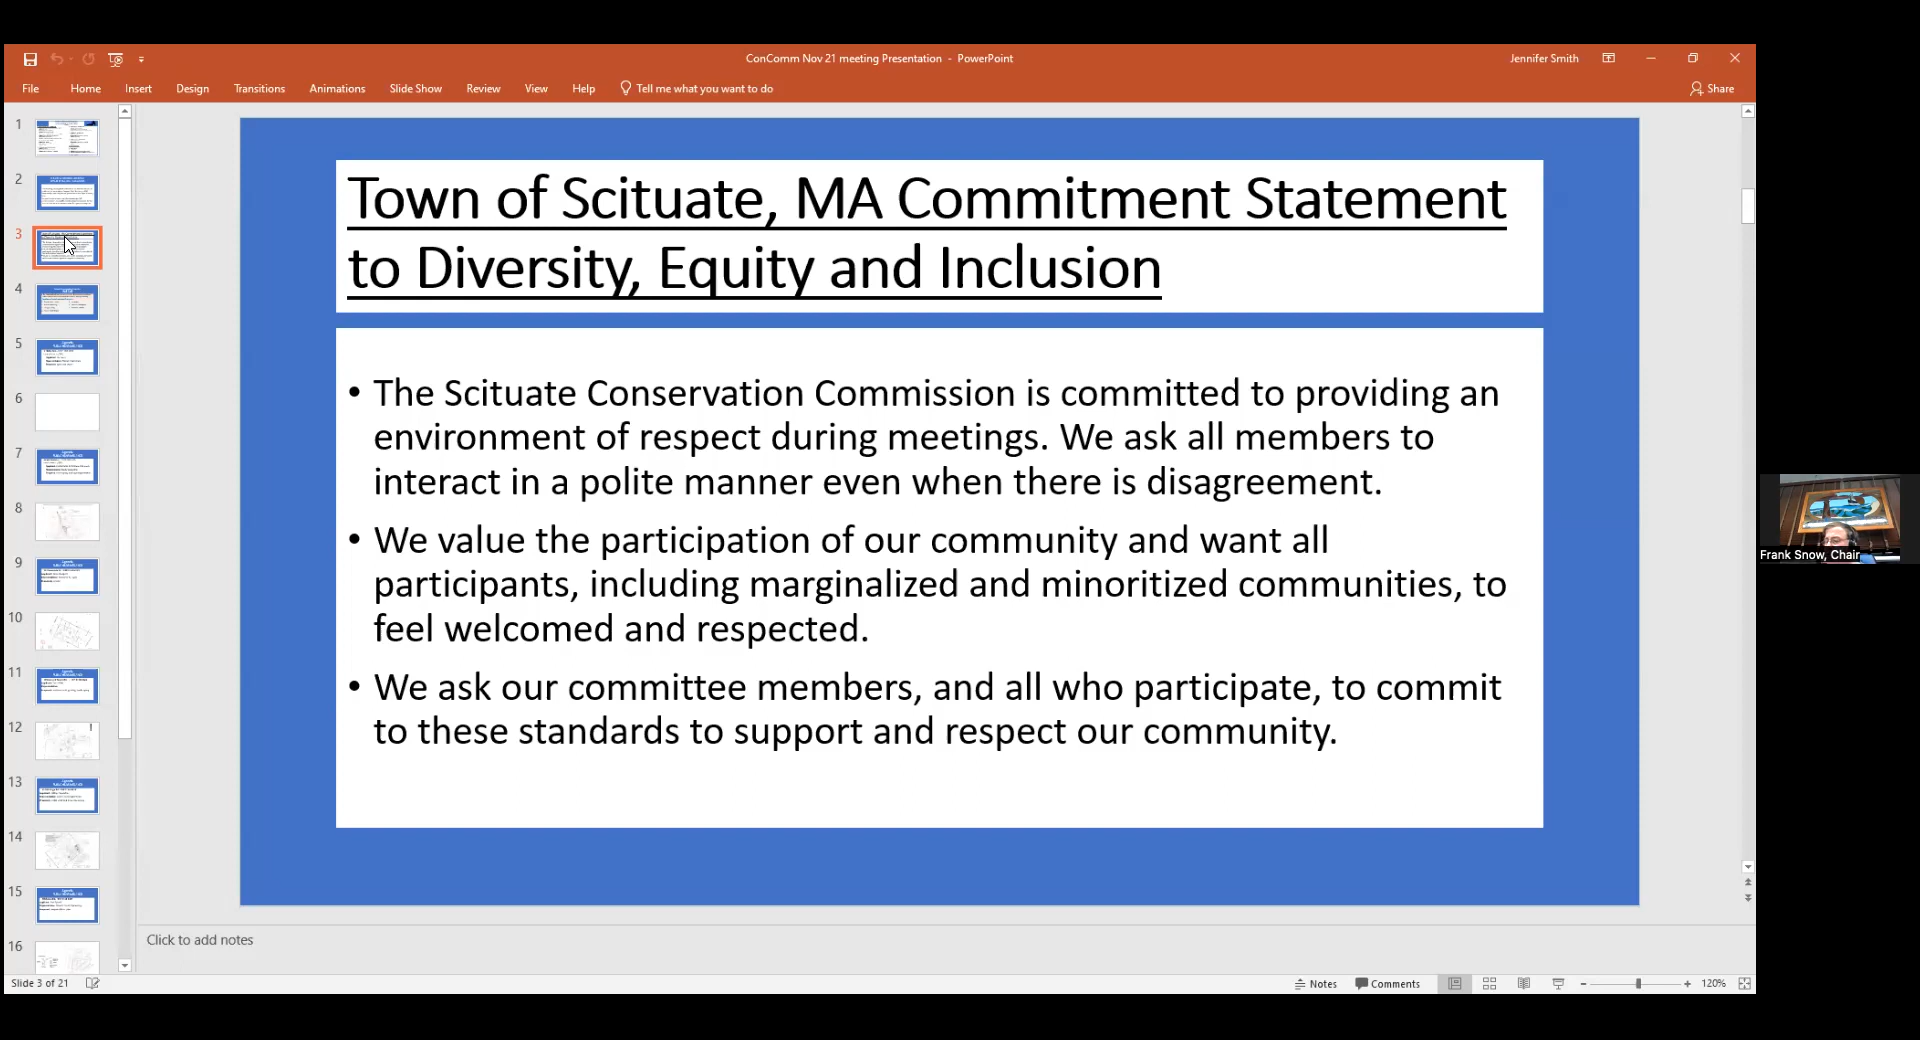 ConComm Nov 21 meeting Presentation - PowerPoint
Jennifer Smith
File Home Insert Design Transitions Animations Slide Show Review View Help Tell me what you want to do Share
1
2
3
4
5
6
7
8
9
10
11
12
13
14
15
16
Town of Scituate, MA Commitment Statement
to Diversity, Equity and Inclusion
• The Scituate Conservation Commission is committed to providing an
environment of respect during meetings. We ask all members to
interact in a polite manner even when there is disagreement.
• We value the participation of our community and want all
participants, including marginalized and minoritized communities, to
feel welcomed and respected.
• We ask our committee members, and all who participate, to commit
to these standards to support and respect our community.
Click to add notes
Slide 3 of 21
Notes Comments 120%
Frank Snow, Chair